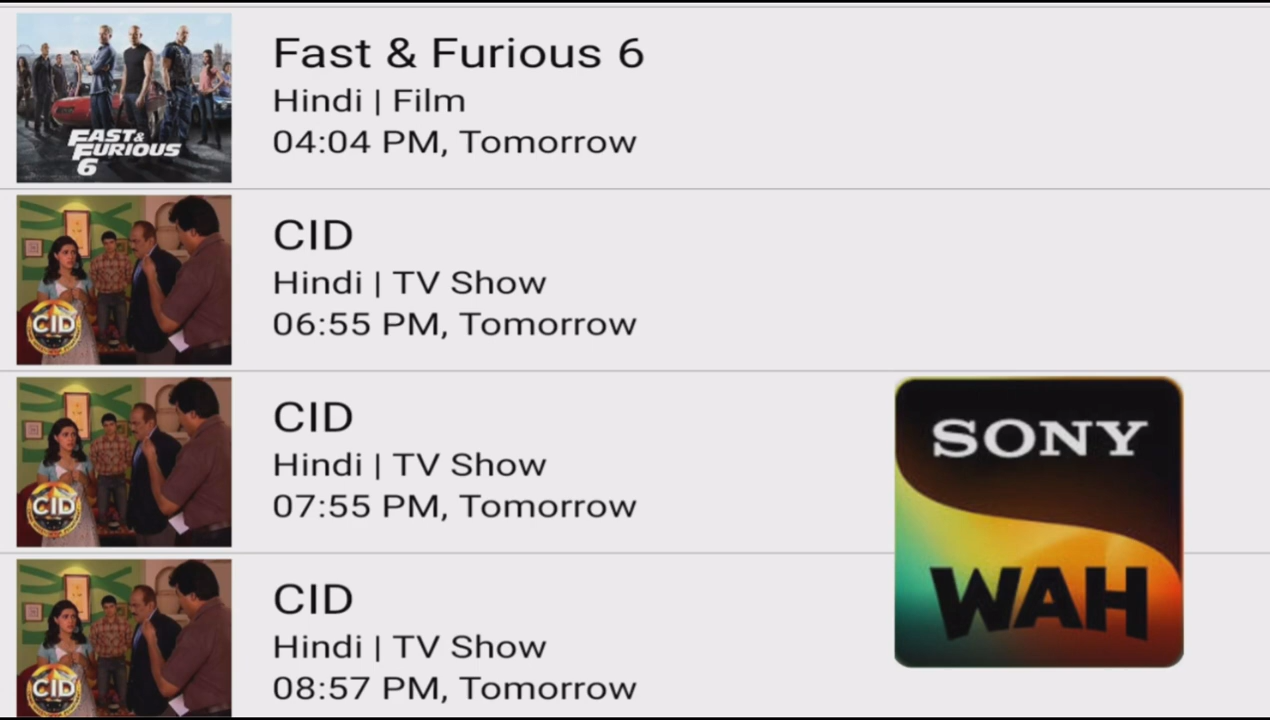 FAST&
FURIOUS
6
Fast & Furious 6
Hindi | Film
04:04 PM, Tomorrow
CID
CID
Hindi | TV Show
06:55 PM, Tomorrow
CID
CID
Hindi | TV Show
07:55 PM, Tomorrow
CID
CID
Hindi | TV Show
08:57 PM, Tomorrow
SONY
WAH